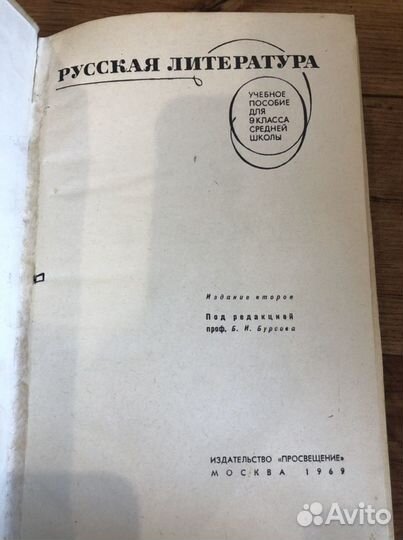 РУССКАЯ ЛИТЕРАТУРА
УЧЕБНОЕ
ПОСОБИЕ
ДЛЯ
9 КЛАССА
СРЕДНЕЙ
ШКОЛЫ
Издание второе
Под редакцией
проф. Б. И. Бурсова
ИЗДАТЕЛЬСТВО «ПРОСВЕЩЕНИЕ»
МОСКВА 1969
Avito